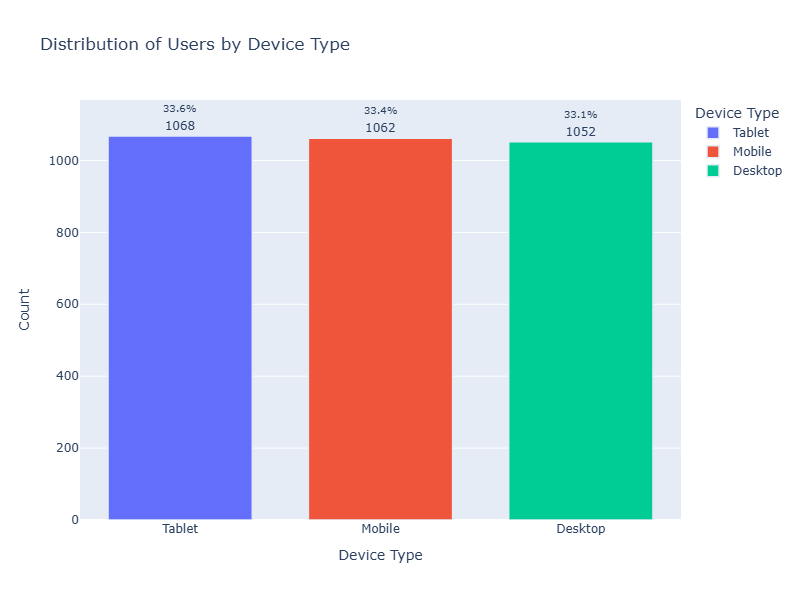 Distribution of Users by Device Type
33.6%
1068
33.4%
1062
33.1%
1052
1000
800
600
400
200
0
Count
Tablet
Mobile
Desktop
Device Type
Device Type
Tablet
Mobile
Desktop